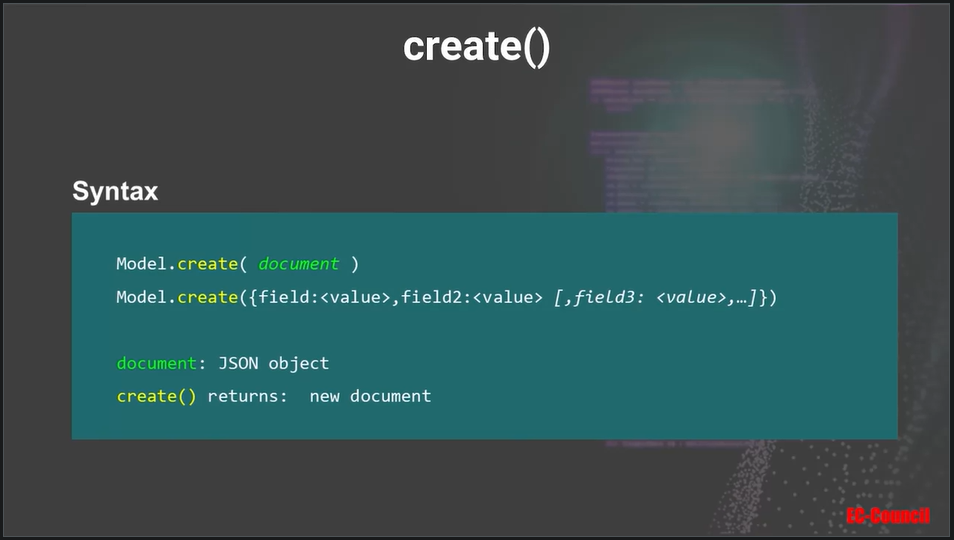 create()
Syntax
Model.create( document )
Model.create({field:<value>,field2:<value> [,field3: <value>,…]})
document: JSON object
create() returns:  new document
EC-Council